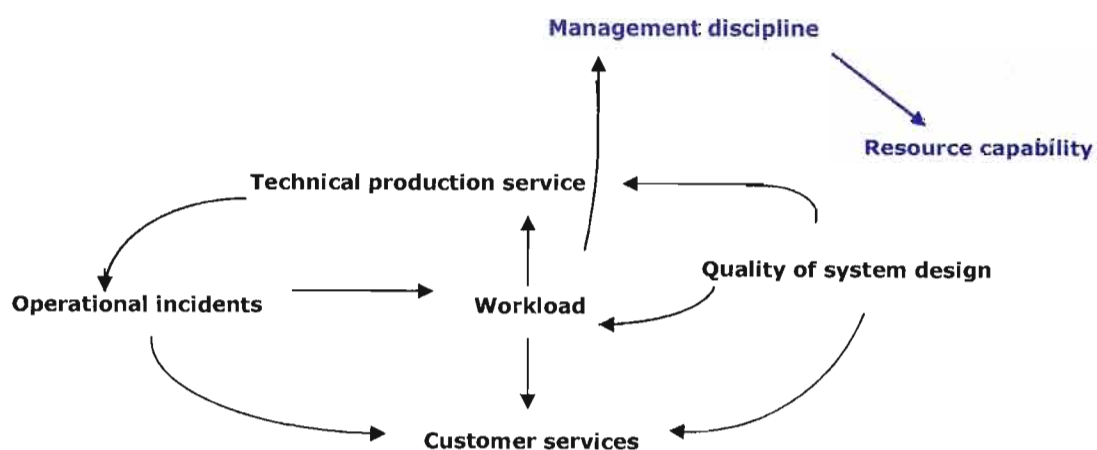 Management discipline
Resource capability
Technical production service
Quality of system design
Operational incidents
Workload
Customer services